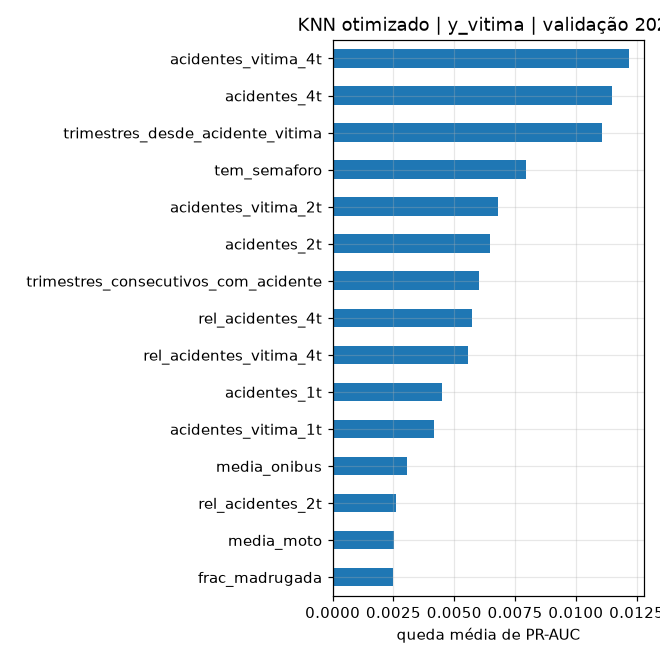 KNN otimizado | y_vitima | validação 202
acidentes_vitima_4t
acidentes_4t
trimestres_desde_acidente_vitima
tem_semaforo
acidentes_vitima_2t
acidentes_2t
trimestres_consecutivos_com_acidente
rel_acidentes_4t
rel_acidentes_vitima_4t
acidentes_1t
acidentes_vitima_1t
media_onibus
rel_acidentes_2t
media_moto
frac_madrugada
0.0000 0.0025 0.0050 0.0075 0.0100 0.0125
queda média de PR-AUC